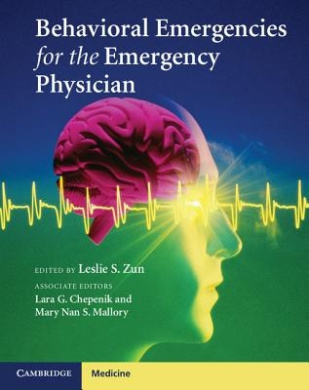 Behavioral Emergencies
for the Emergency
Physician
EDITED BY Leslie S. Zun
ASSOCIATE EDITORS
Lara G. Chepenik and
Mary Nan S. Mallory
CAMBRIDGE Medicine